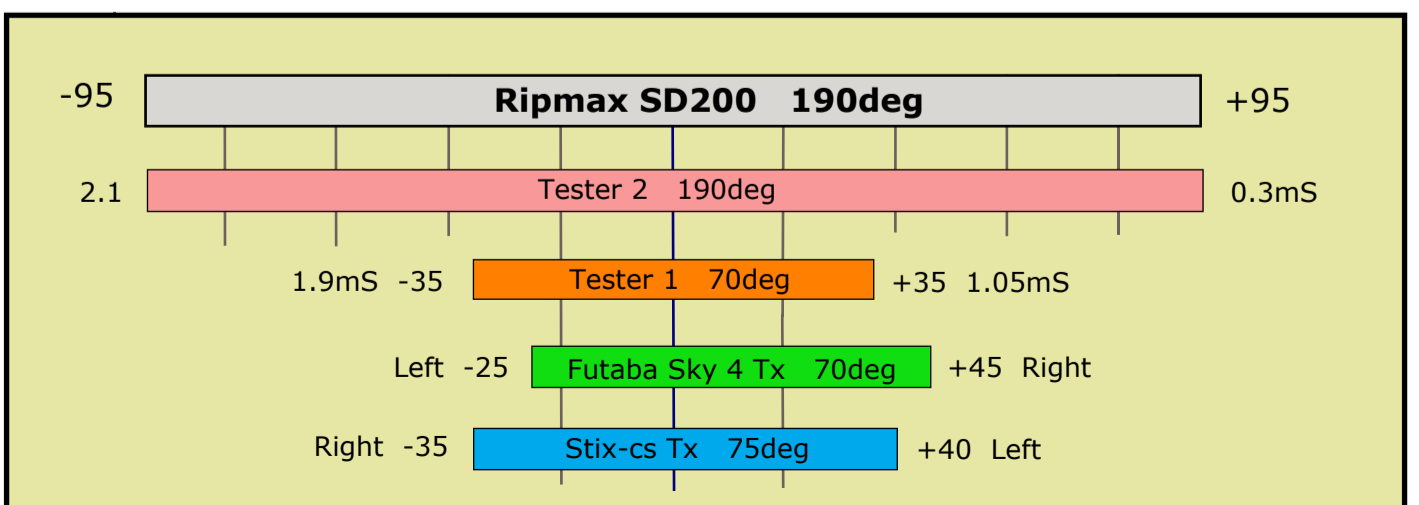 -95 Ripmax SD200 190deg +95
2.1 Tester 2 190deg 0.3mS
1.9mS -35 Tester 1 70deg +35 1.05mS
Left -25 Futaba Sky 4 Tx 70deg +45 Right
Right -35 Stix-cs Tx 75deg +40 Left